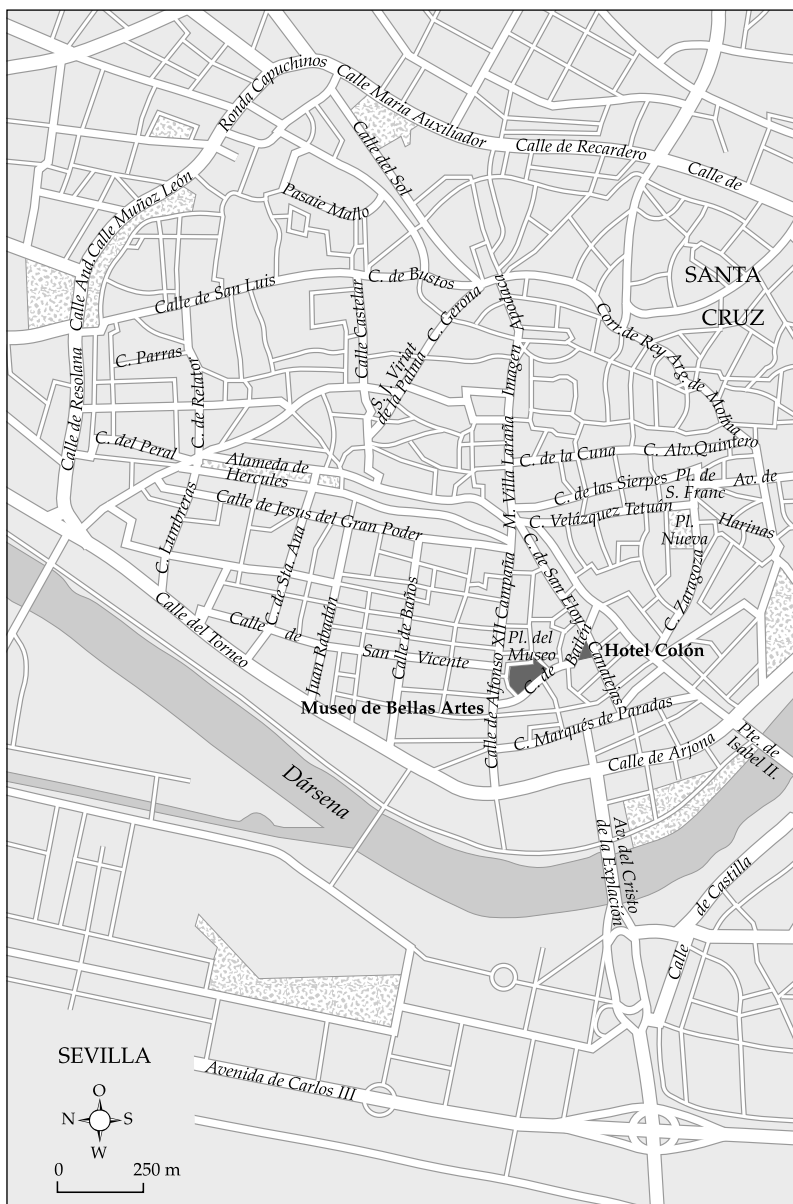 Ronda Capuchinos
Calle Maria Auxiliador
Calle de Recardero
Calle de
Calle del Sol
Calle Muñoz León
Calle And.
Pasaie Mallo
SANTA
CRUZ
C. de Bustos
Calle de San Luis
Calle Castelar
C. Gerona
Apodaca
Corr. de Rey Arg. de Molina
S. J. Viriat
de la Palma
Imagen
C. Parras
C. de Relator
Calle de Resolana
C. del Peral
Alameda de
Hercules
M. Villa Laraña
C. de la Cuna
C. Alv.Quintero
C. de las Sierpes
Pl. de
S. Franc
Av. de
C. Velázquez Tetuán
Pl.
Nueva
Harinas
Calle de Jesus del Gran Poder
C. Lumbreras
C. de Sta. Ana
Juan Rabadán
Calle de Baños
Calle de Alfonso XII Campaña
C. de San Eloy
C. Zaragoza
Calle del Torneo
Calle de San Vicente
Pl. del
Museo
C. de Bailén
Canalejas
Hotel Colón
Museo de Bellas Artes
C. Marqués de Paradas
Calle de Arjona
Pte. de
Isabel II.
Dársena
Av. del Cristo
de la Explación
Calle de Castilla
Avenida de Carlos III
SEVILLA
O
N S
W
0 250 m